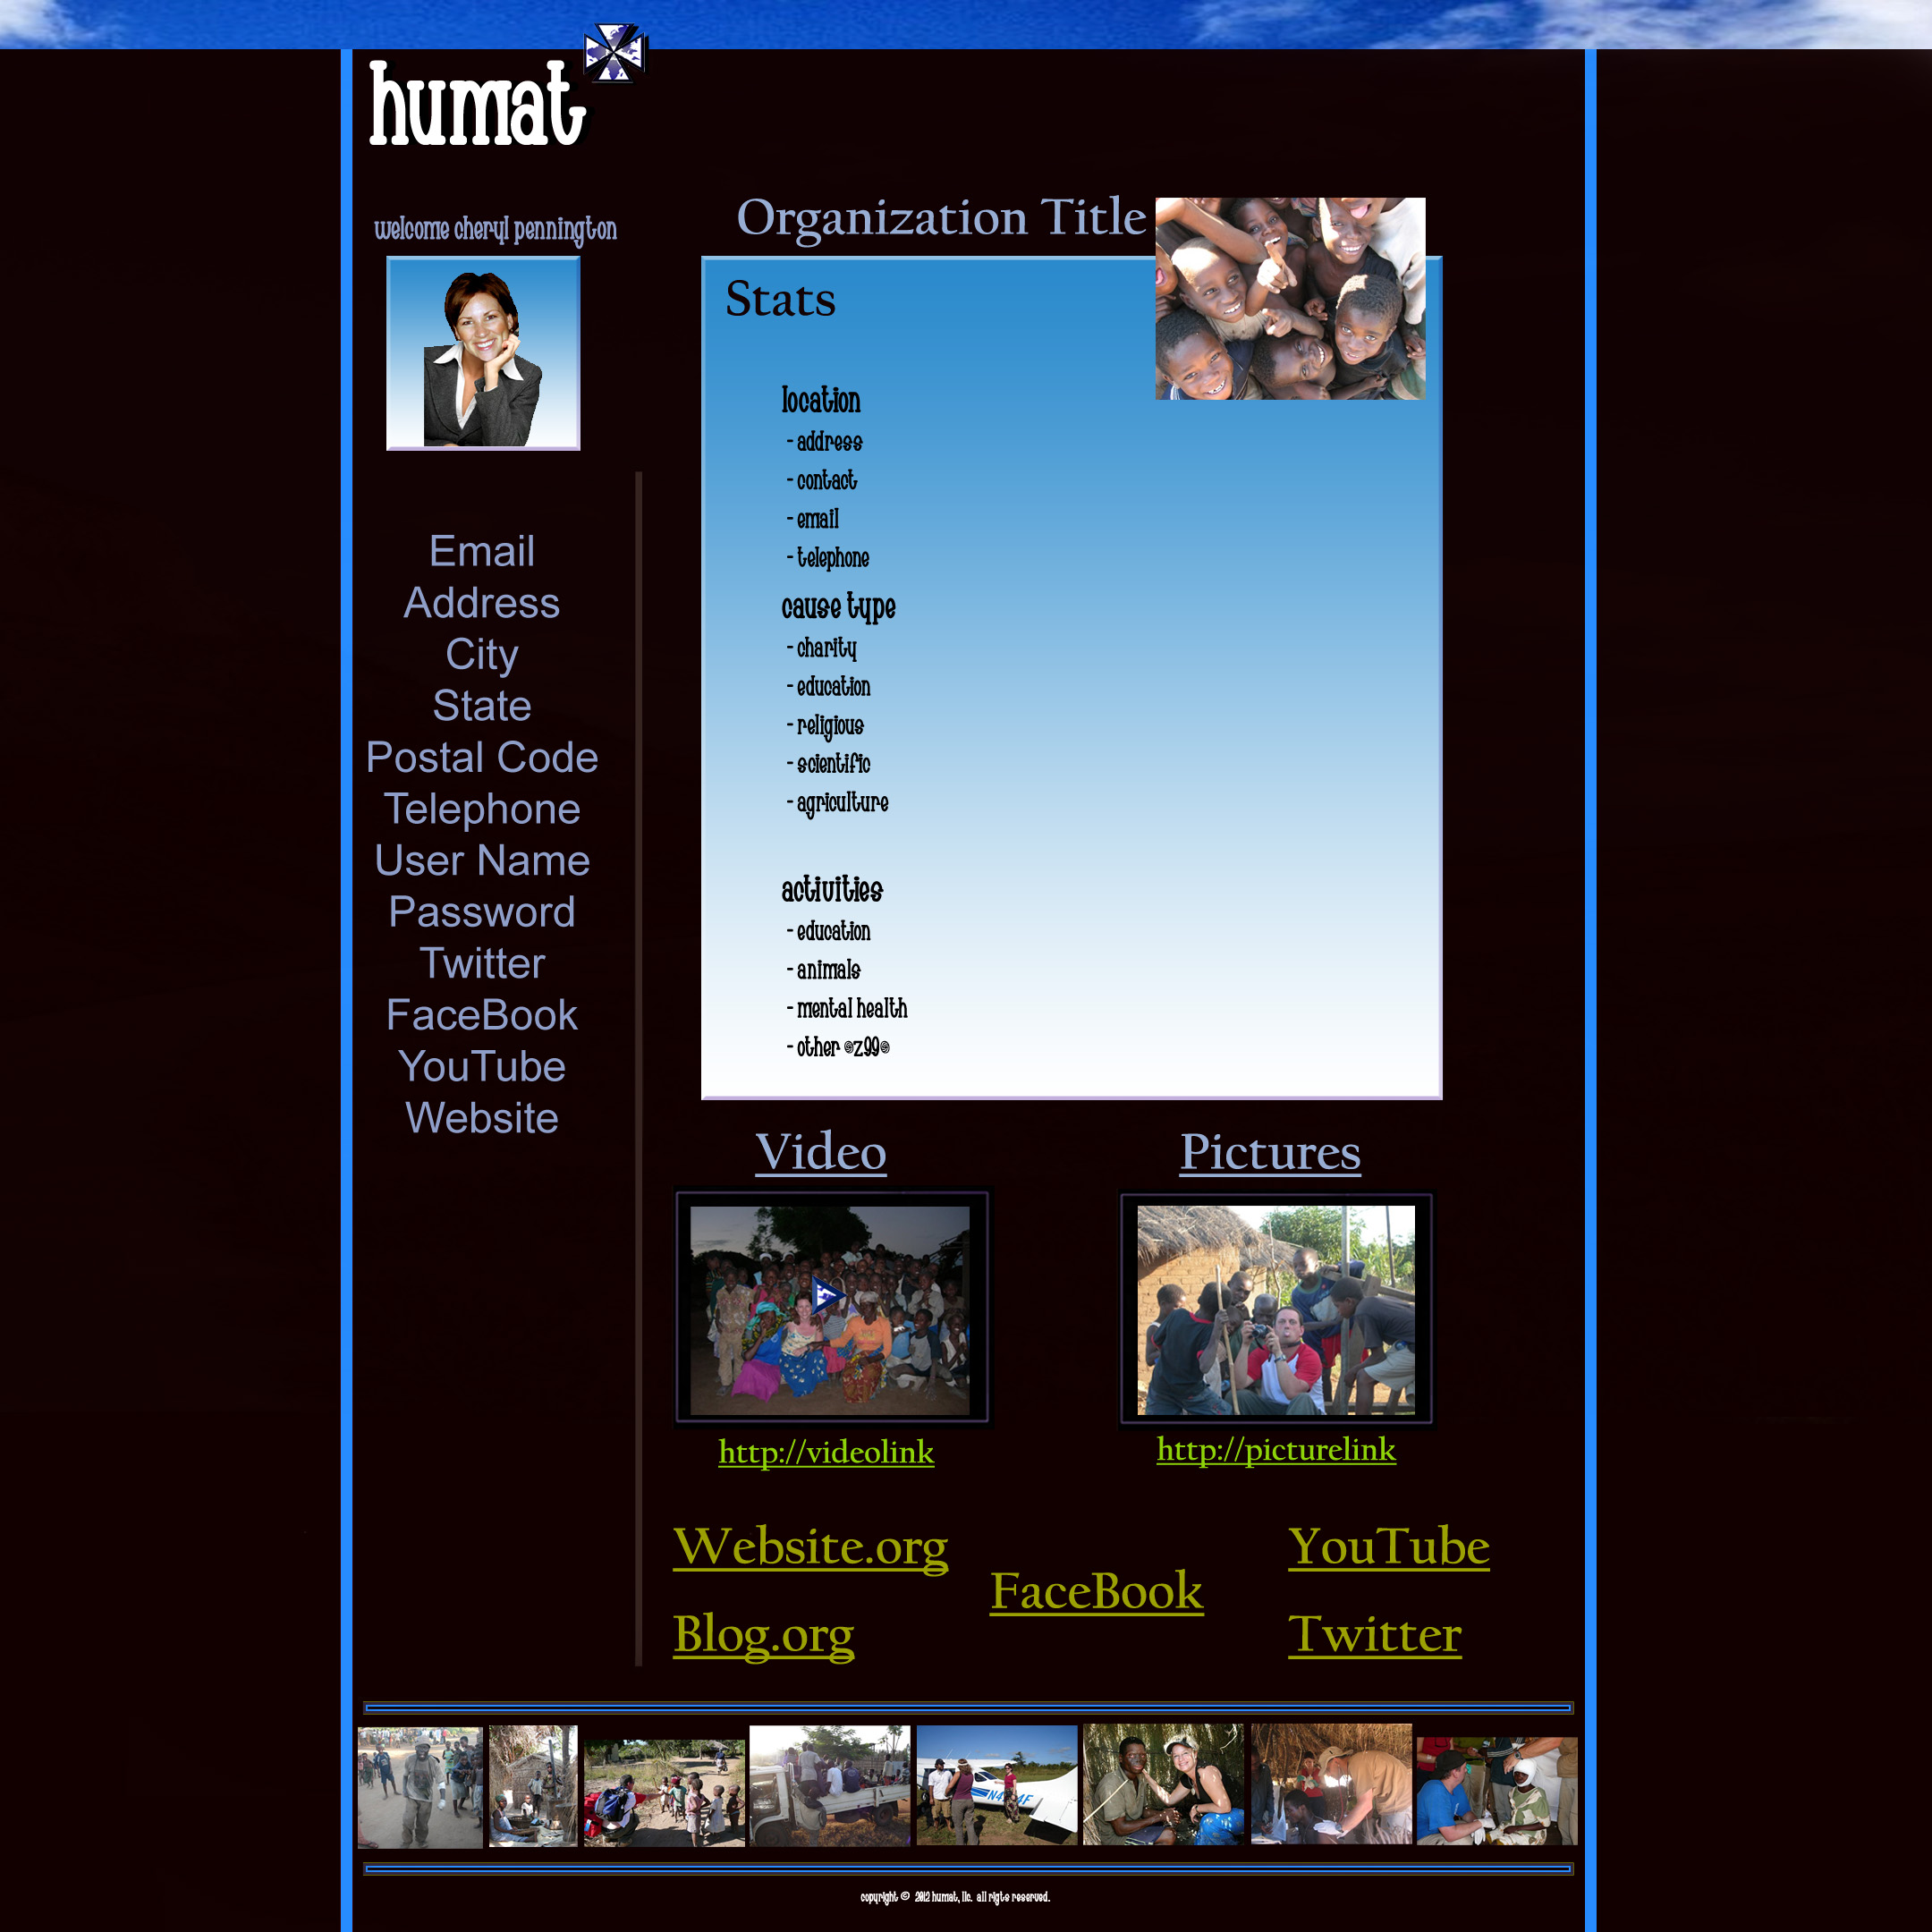 humat
welcome cheryl pennington
Email
Address
City
State
Postal Code
Telephone
User Name
Password
Twitter
FaceBook
YouTube
Website
Organization Title
Stats
location
- address
- contact
- email
- telephone
cause type
- charity
- education
- religious
- scientific
- agriculture
activities
- education
- animals
- mental health
- other
Video
Pictures
http://videolink
http://picturelink
Website.org
FaceBook
YouTube
Blog.org
Twitter
copyright © 2012 humat, llc. all rigts reserved.